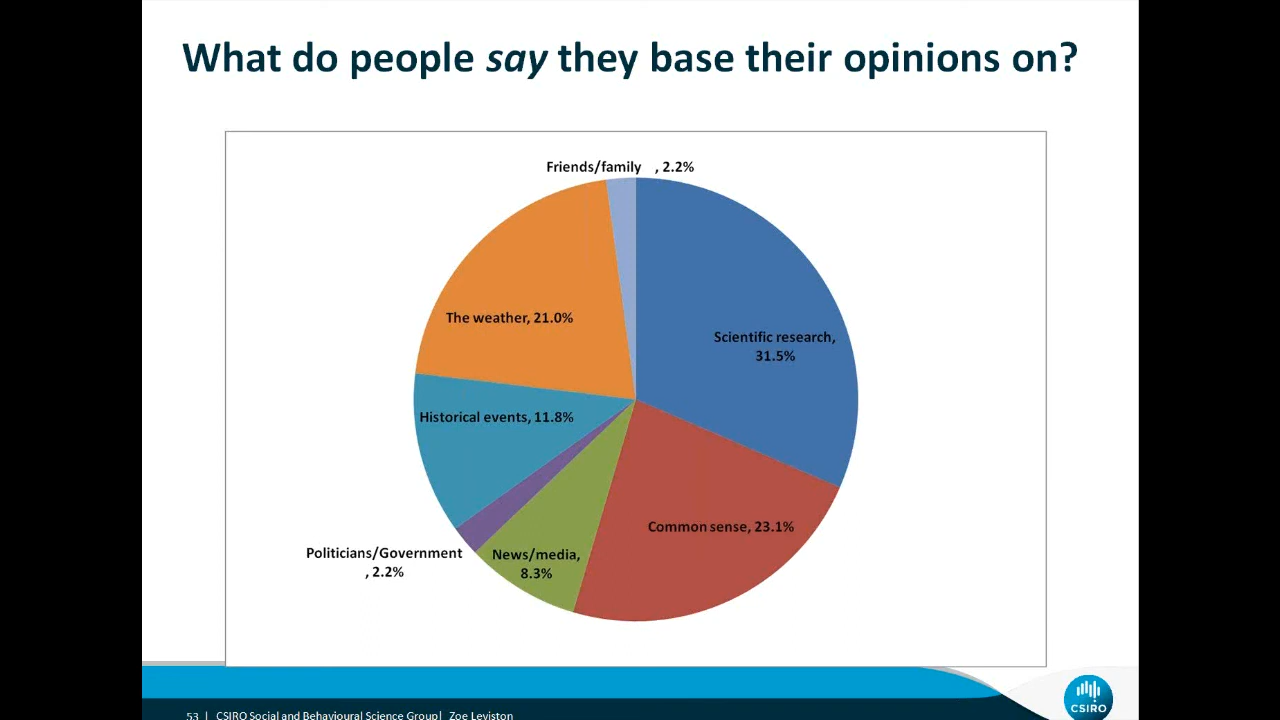 What do people say they base their opinions on?
Friends/family , 2.2%
The weather, 21.0%
Scientific research,
31.5%
Historical events, 11.8%
Common sense, 23.1%
Politicians/Government
, 2.2%
News/media,
8.3%
53 | CSIRO Social and Behavioural Science Group| Zoe Leviston
CSIRO